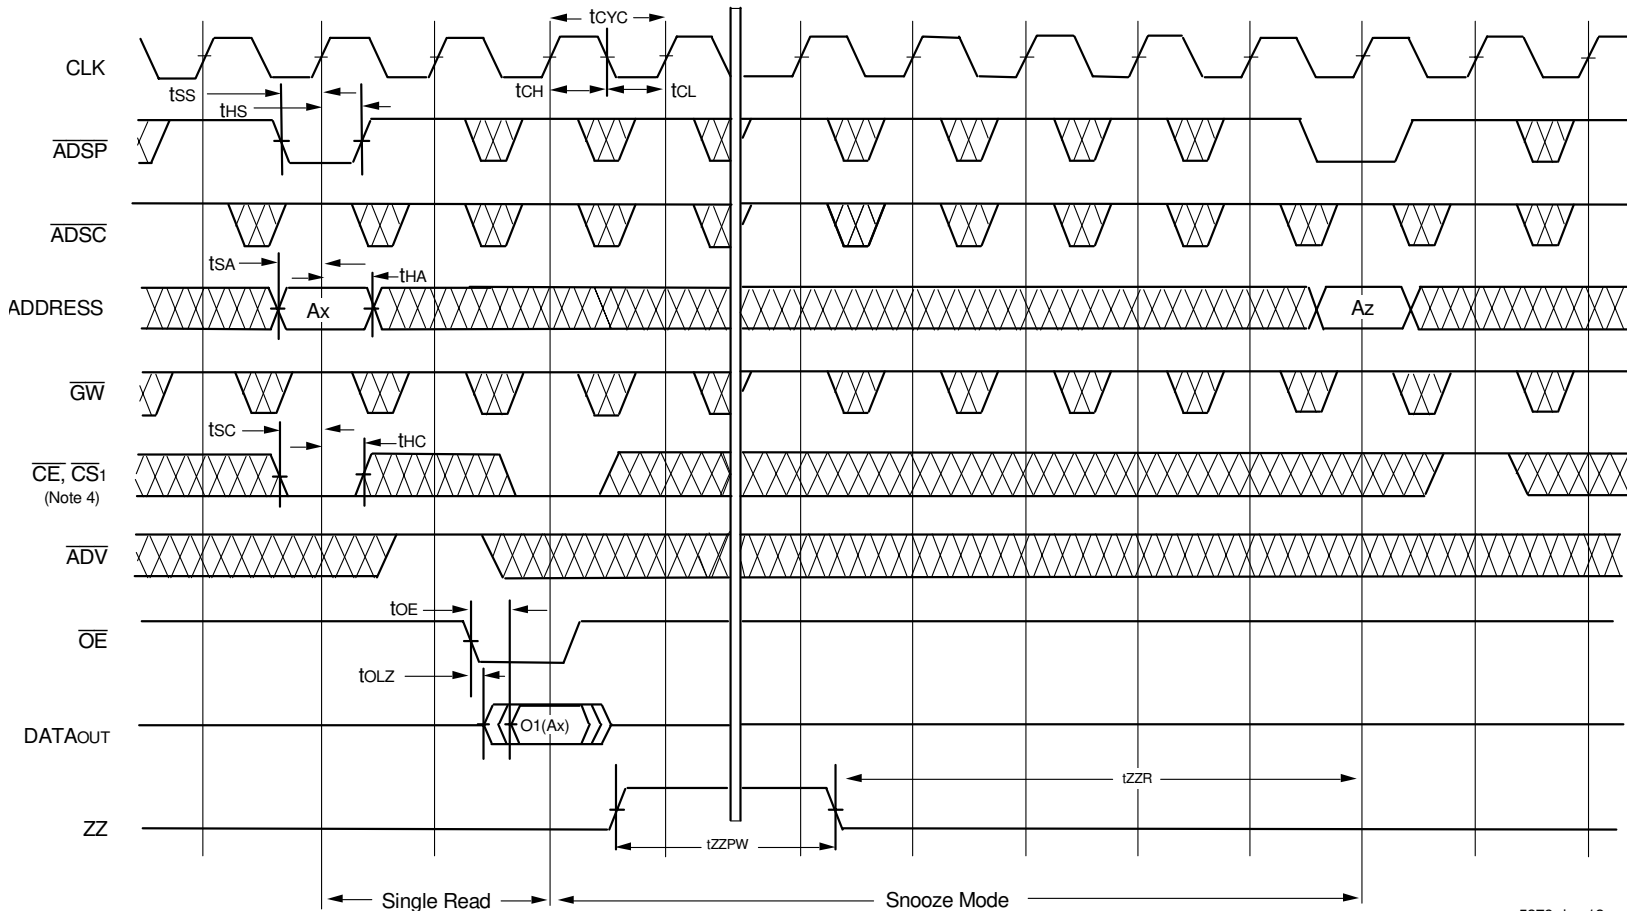 tCYC
CLK
tSS
tCH
tCL
tHS
ADSP
ADSC
tSA
tHA
ADDRESS
Ax
Az
GW
tSC
tHC
CE, CS1
(Note 4)
ADV
tOE
OE
tOLZ
DATAOUT
O1(Ax)
tZZR
ZZ
tZZPW
Single Read
Snooze Mode